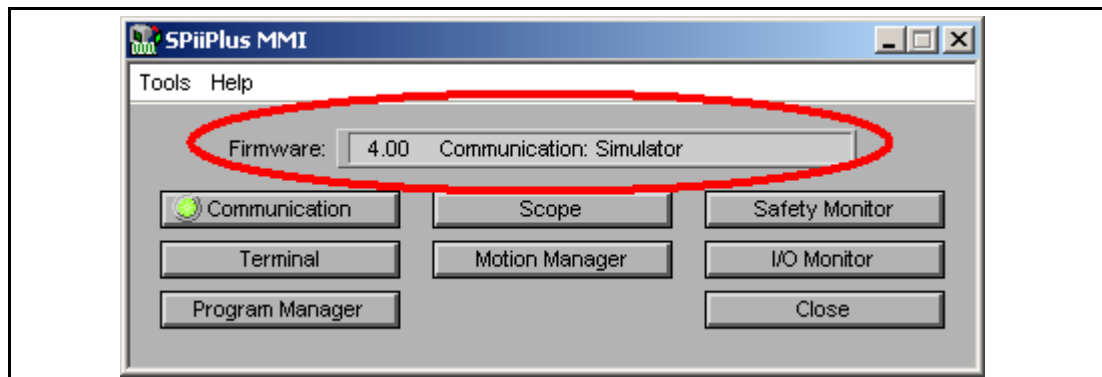 SPiiPlus MMI
Tools Help
Firmware: 4.00 Communication: Simulator
Communication Scope Safety Monitor
Terminal Motion Manager I/O Monitor
Program Manager Close